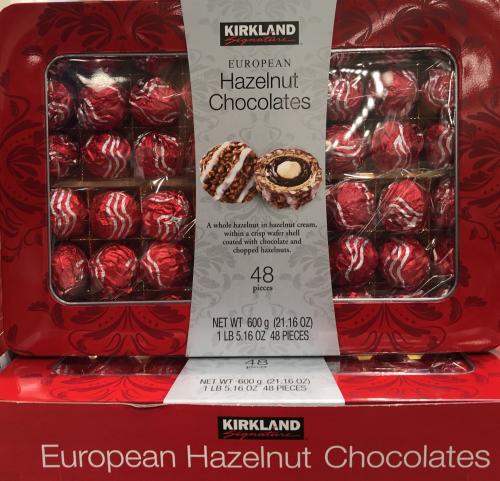 KIRKLAND
Signature
EUROPEAN
Hazelnut
Chocolates
A whole hazelnut in hazelnut cream,
within a crisp wafer shell
coated with chocolate and
chopped hazelnuts.
48
pieces
NET WT 600 g (21.16 OZ)
1 LB 5.16 OZ 48 PIECES
48
pieces
NET WT 600 g (21.16 OZ)
1 LB 5.16 OZ 48 PIECES
KIRKLAND
Signature
European Hazelnut Chocolates